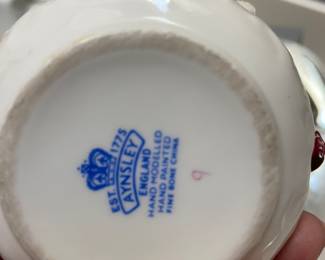 EST 1775
AYNSLEY
ENGLAND
HAND MODELLED
HAND PAINTED
FINE BONE CHINA